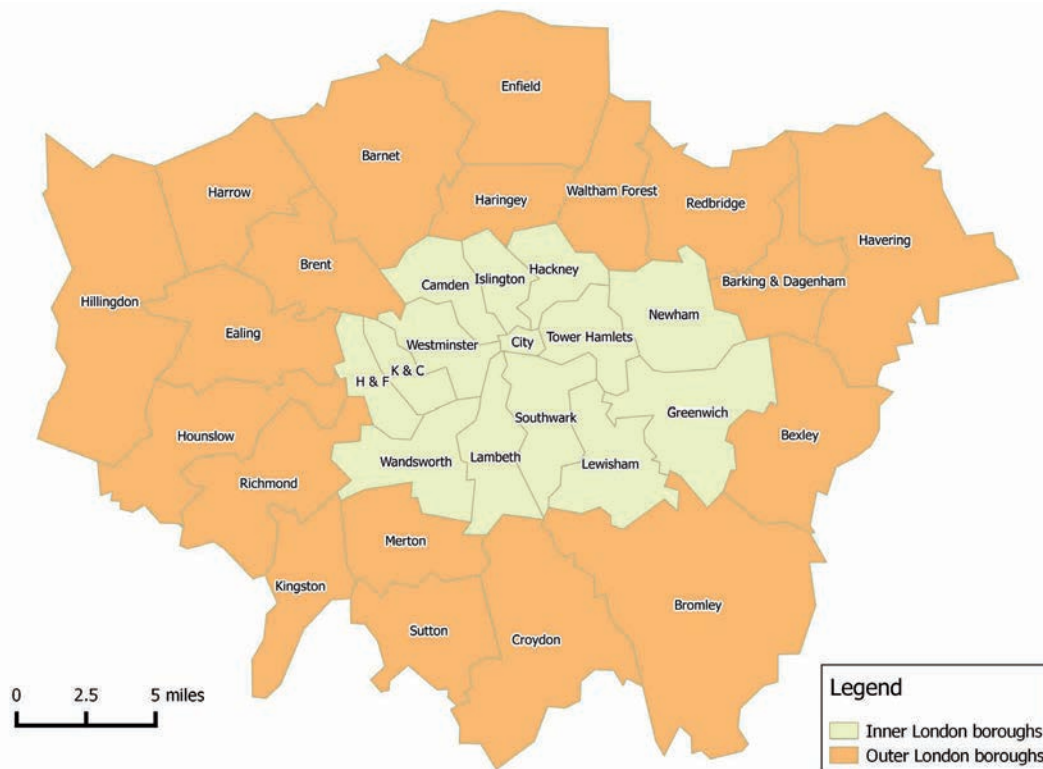 Enfield
Barnet
Harrow
Haringey
Waltham Forest
Redbridge
Havering
Brent
Hillingdon
Camden
Islington
Hackney
Barking & Dagenham
Newham
Ealing
Westminster
City
Tower Hamlets
H & F
K & C
Greenwich
Southwark
Hounslow
Bexley
Wandsworth
Lambeth
Lewisham
Richmond
Merton
Kingston
Bromley
Sutton
Croydon
0 2.5 5 miles
Legend
Inner London boroughs
Outer London boroughs